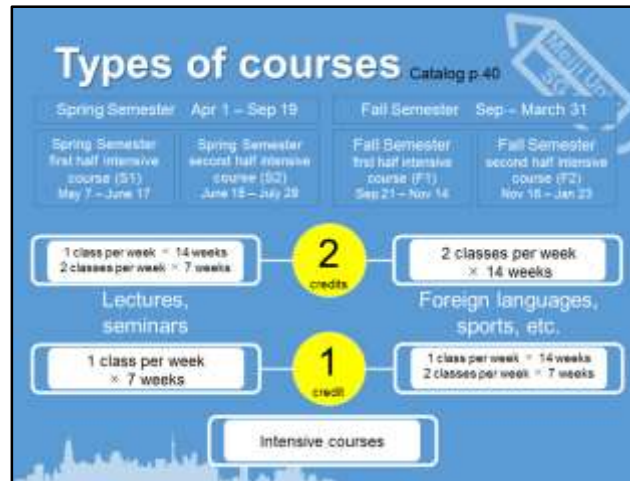 Types of courses Catalog p.40
Spring Semester Apr 1 – Sep 19
Fall Semester Sep – March 31
Spring Semester
first half intensive
course (S1)
May 7 – June 17
Spring Semester
second half intensive
course (S2)
June 18 – July 29
Fall Semester
first half intensive
course (F1)
Sep 21 – Nov 14
Fall Semester
second half intensive
course (F2)
Nov 16 – Jan 23
1 class per week × 14 weeks
2 classes per week × 7 weeks
2
credits
2 classes per week
× 14 weeks
Lectures,
seminars
Foreign languages,
sports, etc.
1 class per week
× 7 weeks
1
credit
1 class per week × 14 weeks
2 classes per week × 7 weeks
Intensive courses